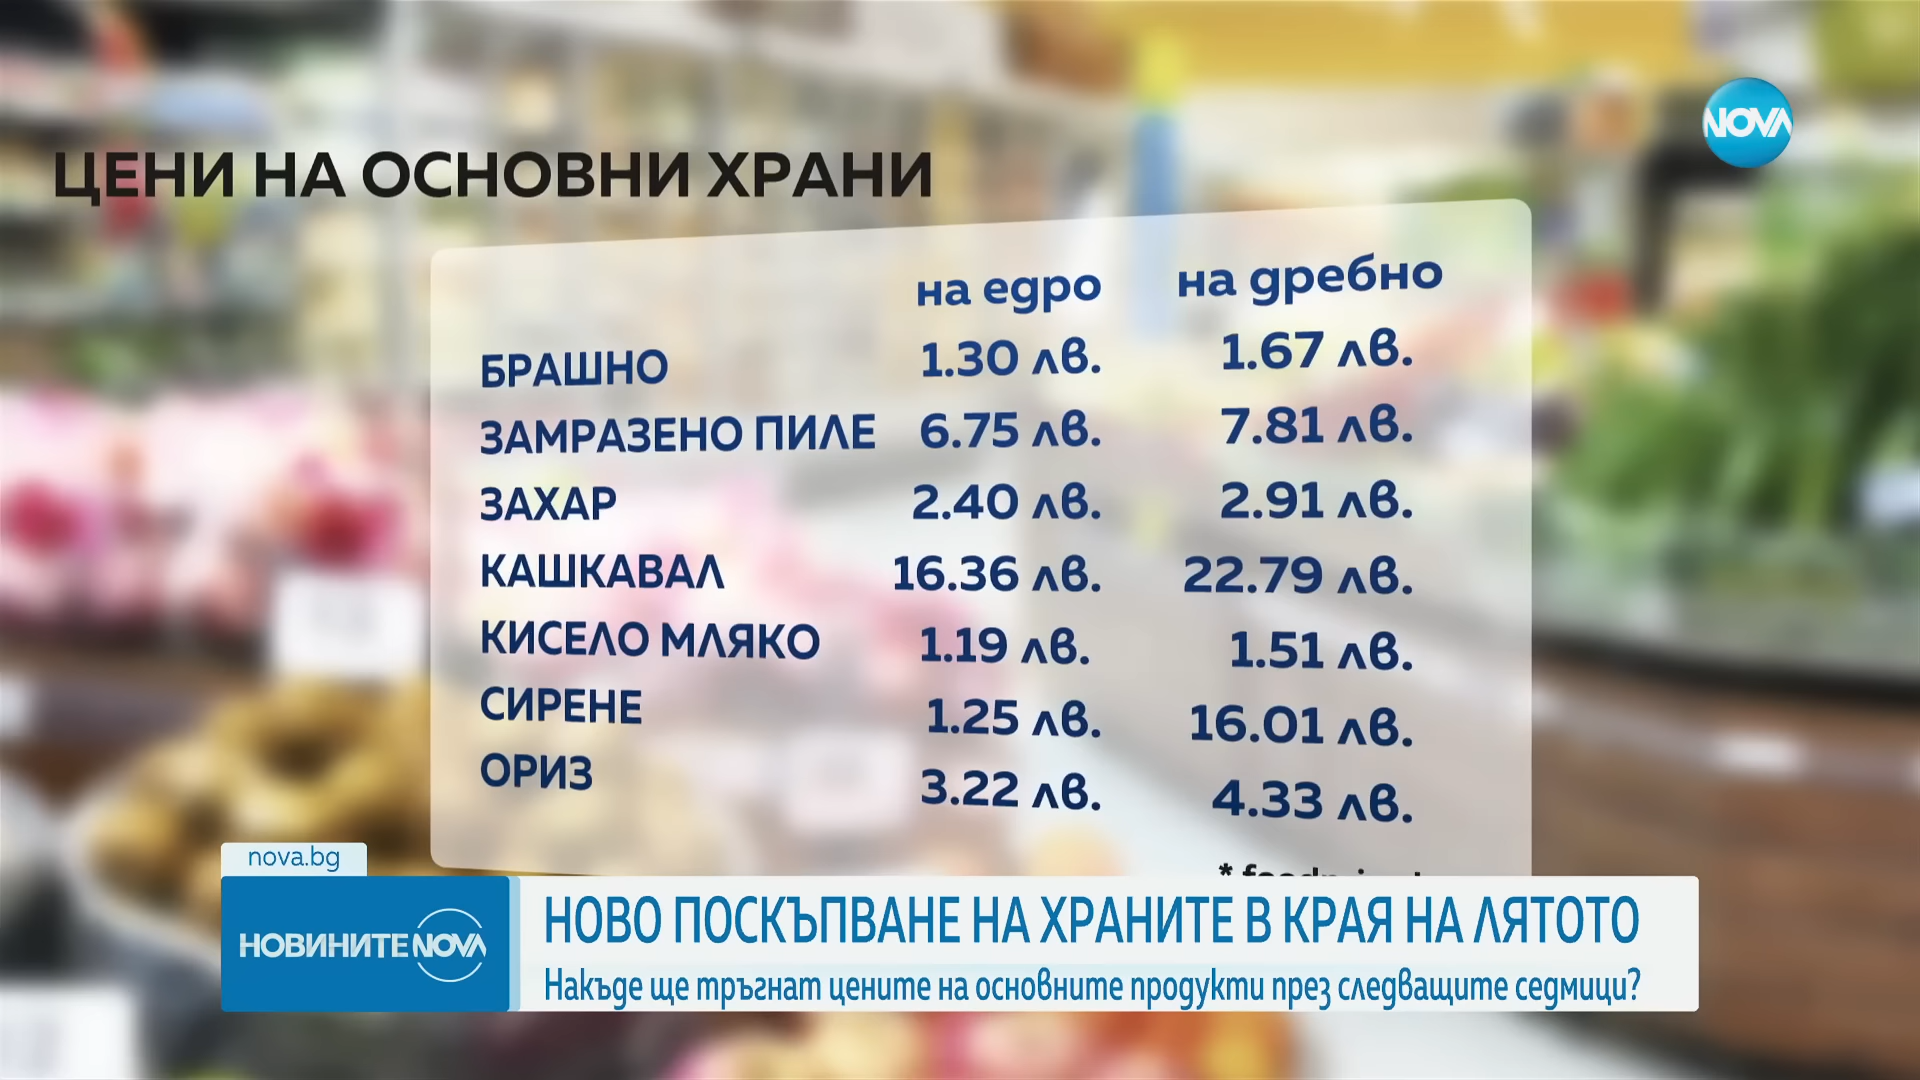 NOVA
ЦЕНИ НА ОСНОВНИ ХРАНИ
на едро на дребно
БРАШНО 1.30 лв. 1.67 лв.
ЗАМРАЗЕНО ПИЛЕ 6.75 лв. 7.81 лв.
ЗАХАР 2.40 лв. 2.91 лв.
КАШКАВАЛ 16.36 лв. 22.79 лв.
КИСЕЛО МЛЯКО 1.19 лв. 1.51 лв.
СИРЕНЕ 1.25 лв. 16.01 лв.
ОРИЗ 3.22 лв. 4.33 лв.
nova.bg
НОВИНИТЕ NOVA
НОВО ПОСКЪПВАНЕ НА ХРАНИТЕ В КРАЯ НА ЛЯТОТО
Накъде ще тръгнат цените на основните продукти през следващите седмици?